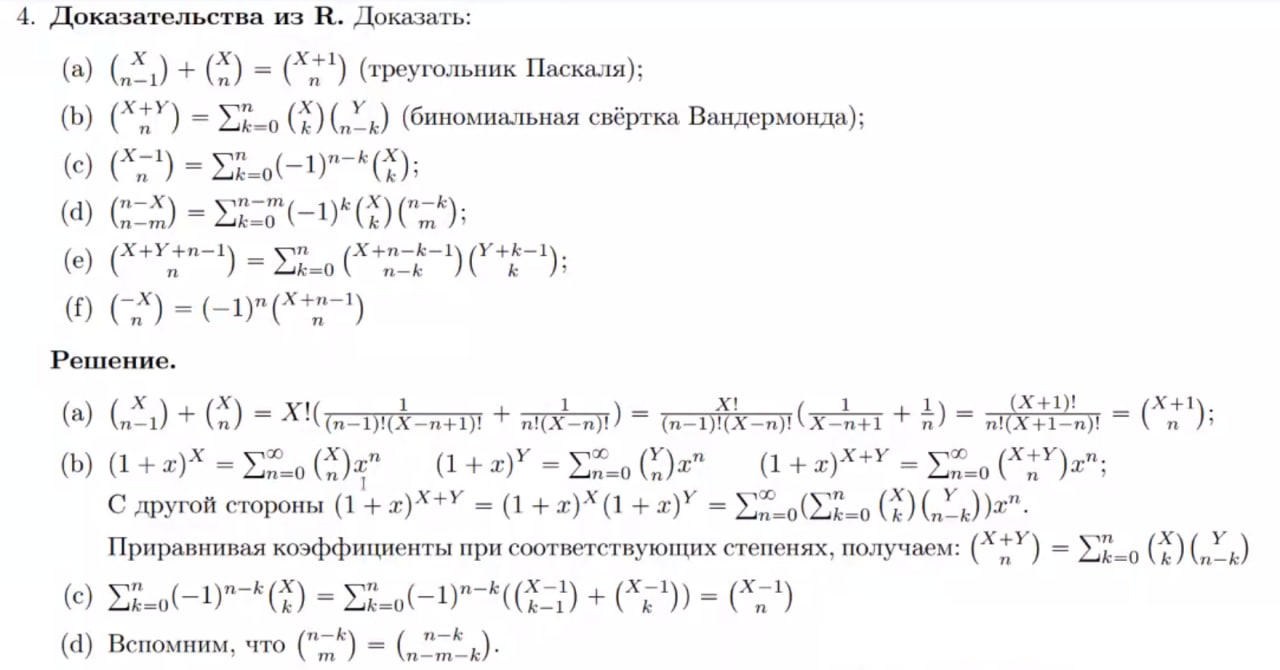 4. Доказательства из R. Доказать:
(a) $\binom{X}{n-1} + \binom{X}{n} = \binom{X+1}{n}$ (треугольник Паскаля);
(b) $\binom{X+Y}{n} = \sum_{k=0}^{n} \binom{X}{k}\binom{Y}{n-k}$ (биномиальная свёртка Вандермонда);
(c) $\binom{X-1}{n} = \sum_{k=0}^{n} (-1)^{n-k}\binom{X}{k}$;
(d) $\binom{n-X}{n-m} = \sum_{k=0}^{n-m} (-1)^k \binom{X}{k}\binom{n-k}{m}$;
(e) $\binom{X+Y+n-1}{n} = \sum_{k=0}^{n} \binom{X+n-k-1}{n-k}\binom{Y+k-1}{k}$;
(f) $\binom{-X}{n} = (-1)^n \binom{X+n-1}{n}$
Решение.
(a) $\binom{X}{n-1} + \binom{X}{n} = X!(\frac{1}{(n-1)!(X-n+1)!} + \frac{1}{n!(X-n)!}) = \frac{X!}{(n-1)!(X-n)!}(\frac{1}{X-n+1} + \frac{1}{n}) = \frac{(X+1)!}{n!(X+1-n)!} = \binom{X+1}{n}$;
(b) $(1+x)^X = \sum_{n=0}^{\infty} \binom{X}{n}x^n \quad (1+x)^Y = \sum_{n=0}^{\infty} \binom{Y}{n}x^n \quad (1+x)^{X+Y} = \sum_{n=0}^{\infty} \binom{X+Y}{n}x^n$;
С другой стороны $(1+x)^{X+Y} = (1+x)^X(1+x)^Y = \sum_{n=0}^{\infty}(\sum_{k=0}^{n} \binom{X}{k}\binom{Y}{n-k})x^n$.
Приравнивая коэффициенты при соответствующих степенях, получаем: $\binom{X+Y}{n} = \sum_{k=0}^{n} \binom{X}{k}\binom{Y}{n-k}$
(c) $\sum_{k=0}^{n} (-1)^{n-k}\binom{X}{k} = \sum_{k=0}^{n} (-1)^{n-k}(\binom{X-1}{k-1} + \binom{X-1}{k}) = \binom{X-1}{n}$
(d) Вспомним, что $\binom{n-k}{m} = \binom{n-k}{n-m-k}$.